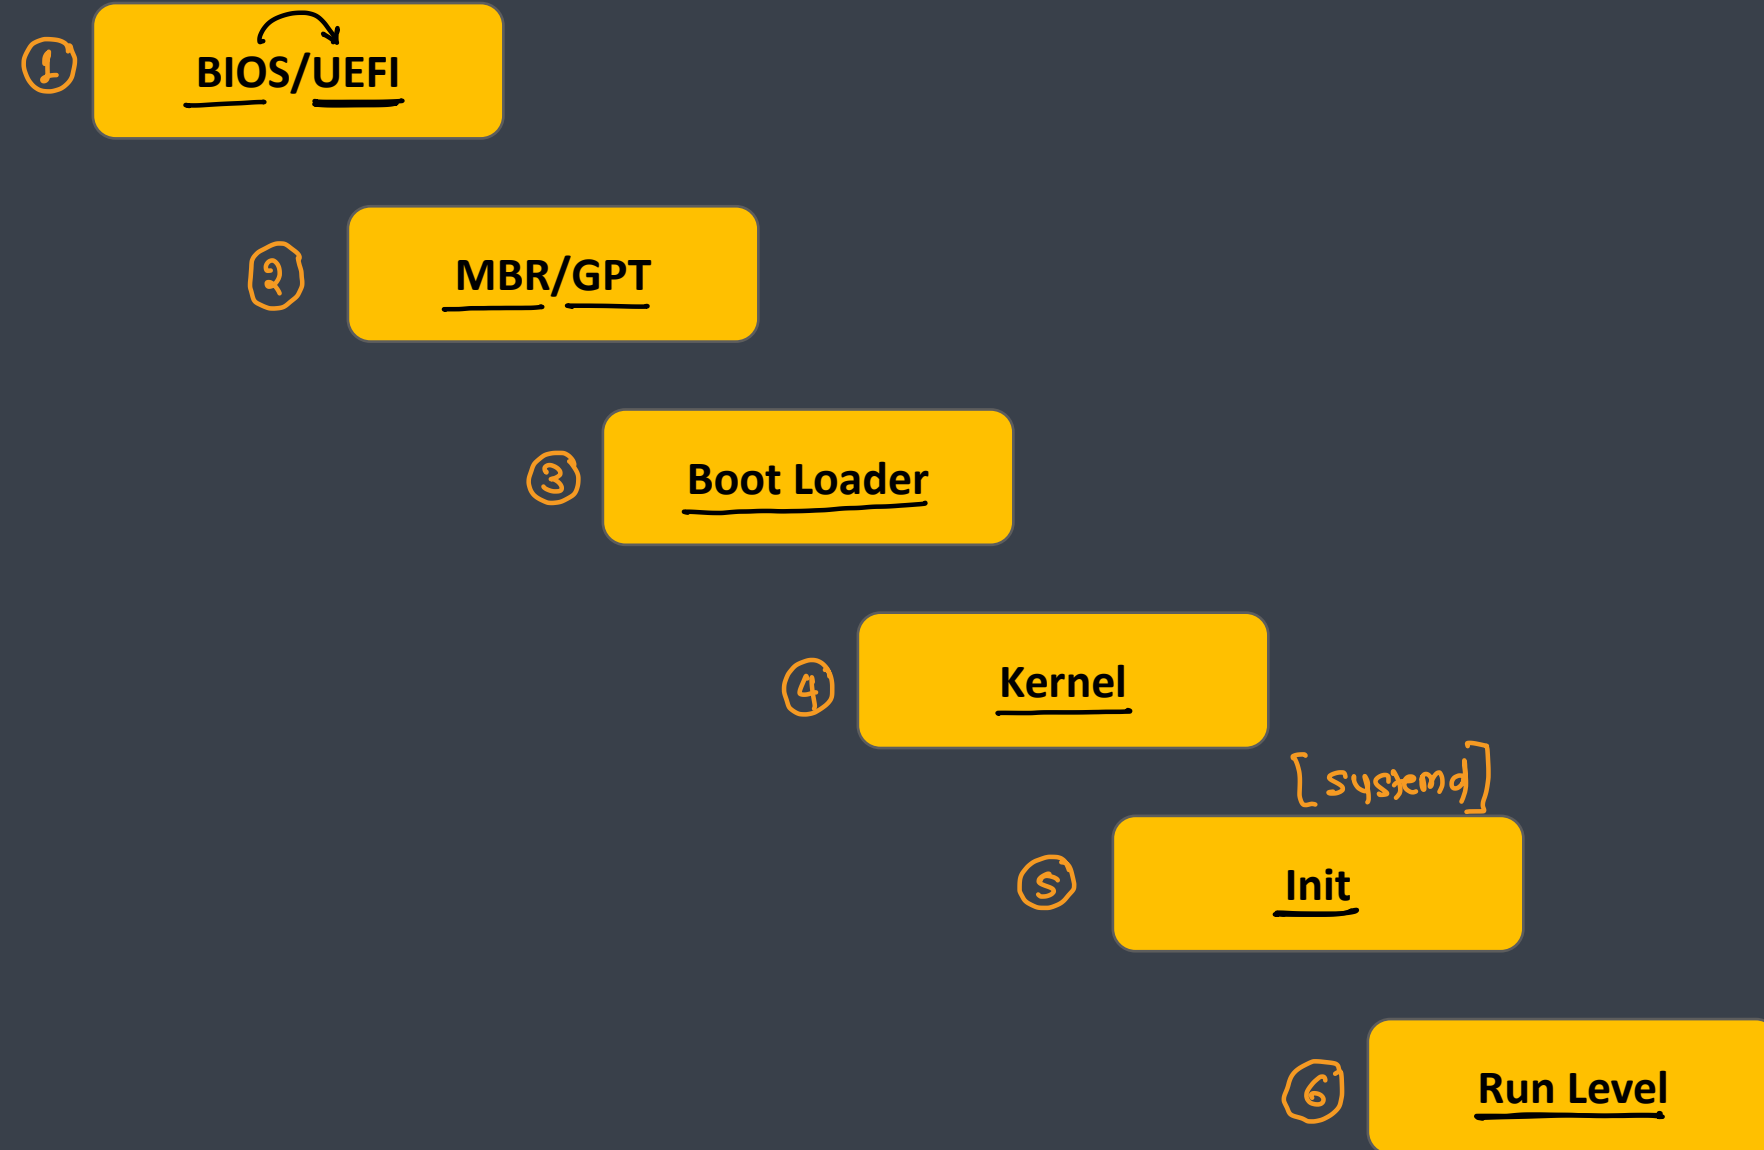 ① BIOS/UEFI
② MBR/GPT
③ Boot Loader
④ Kernel
[systemd]
⑤ Init
⑥ Run Level